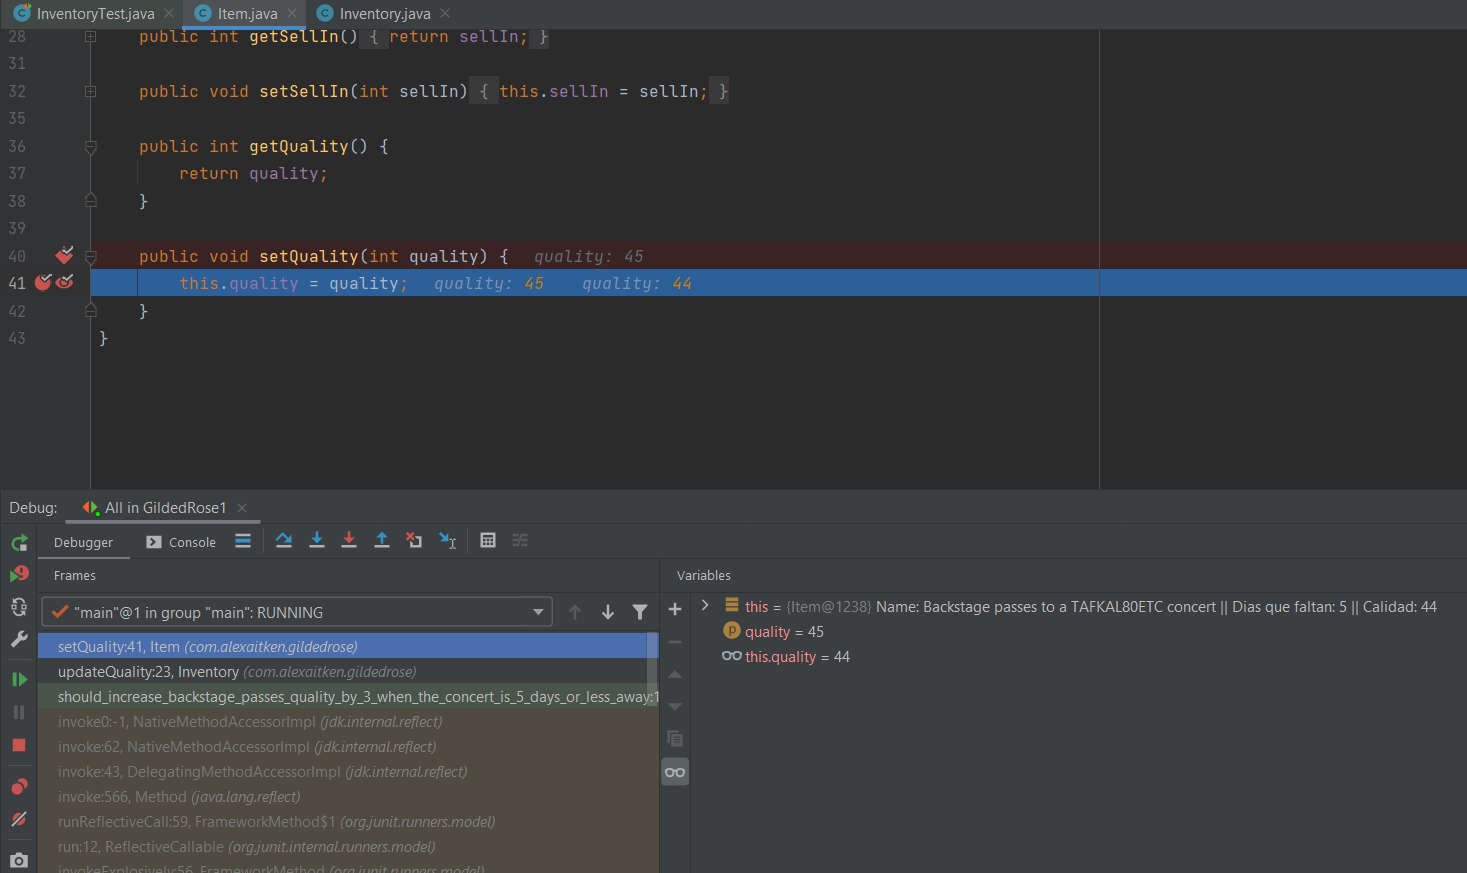 InventoryTest.java Item.java Inventory.java
28 public int getSellIn() { return sellIn; }
31
32 public void setSellIn(int sellIn) { this.sellIn = sellIn; }
35
36 public int getQuality() {
37 return quality;
38 }
39
40 public void setQuality(int quality) { quality: 45
41 this.quality = quality; quality: 45 quality: 44
42 }
43 }
Debug: All in GildedRose1
Debugger Console
Frames
Variables
"main"@1 in group "main": RUNNING
this = {Item@1238} Name: Backstage passes to a TAFKAL80ETC concert || Dias que faltan: 5 || Calidad: 44
quality = 45
this.quality = 44
setQuality:41, Item (com.alexaitken.gildedrose)
updateQuality:23, Inventory (com.alexaitken.gildedrose)
should_increase_backstage_passes_quality_by_3_when_the_concert_is_5_days_or_less_away:1
invoke0:-1, NativeMethodAccessorImpl (jdk.internal.reflect)
invoke:62, NativeMethodAccessorImpl (jdk.internal.reflect)
invoke:43, DelegatingMethodAccessorImpl (jdk.internal.reflect)
invoke:566, Method (java.lang.reflect)
runReflectiveCall:59, FrameworkMethod$1 (org.junit.runners.model)
run:12, ReflectiveCallable (org.junit.internal.runners.model)
invokeExplosively:56, FrameworkMethod (org.junit.runners.model)